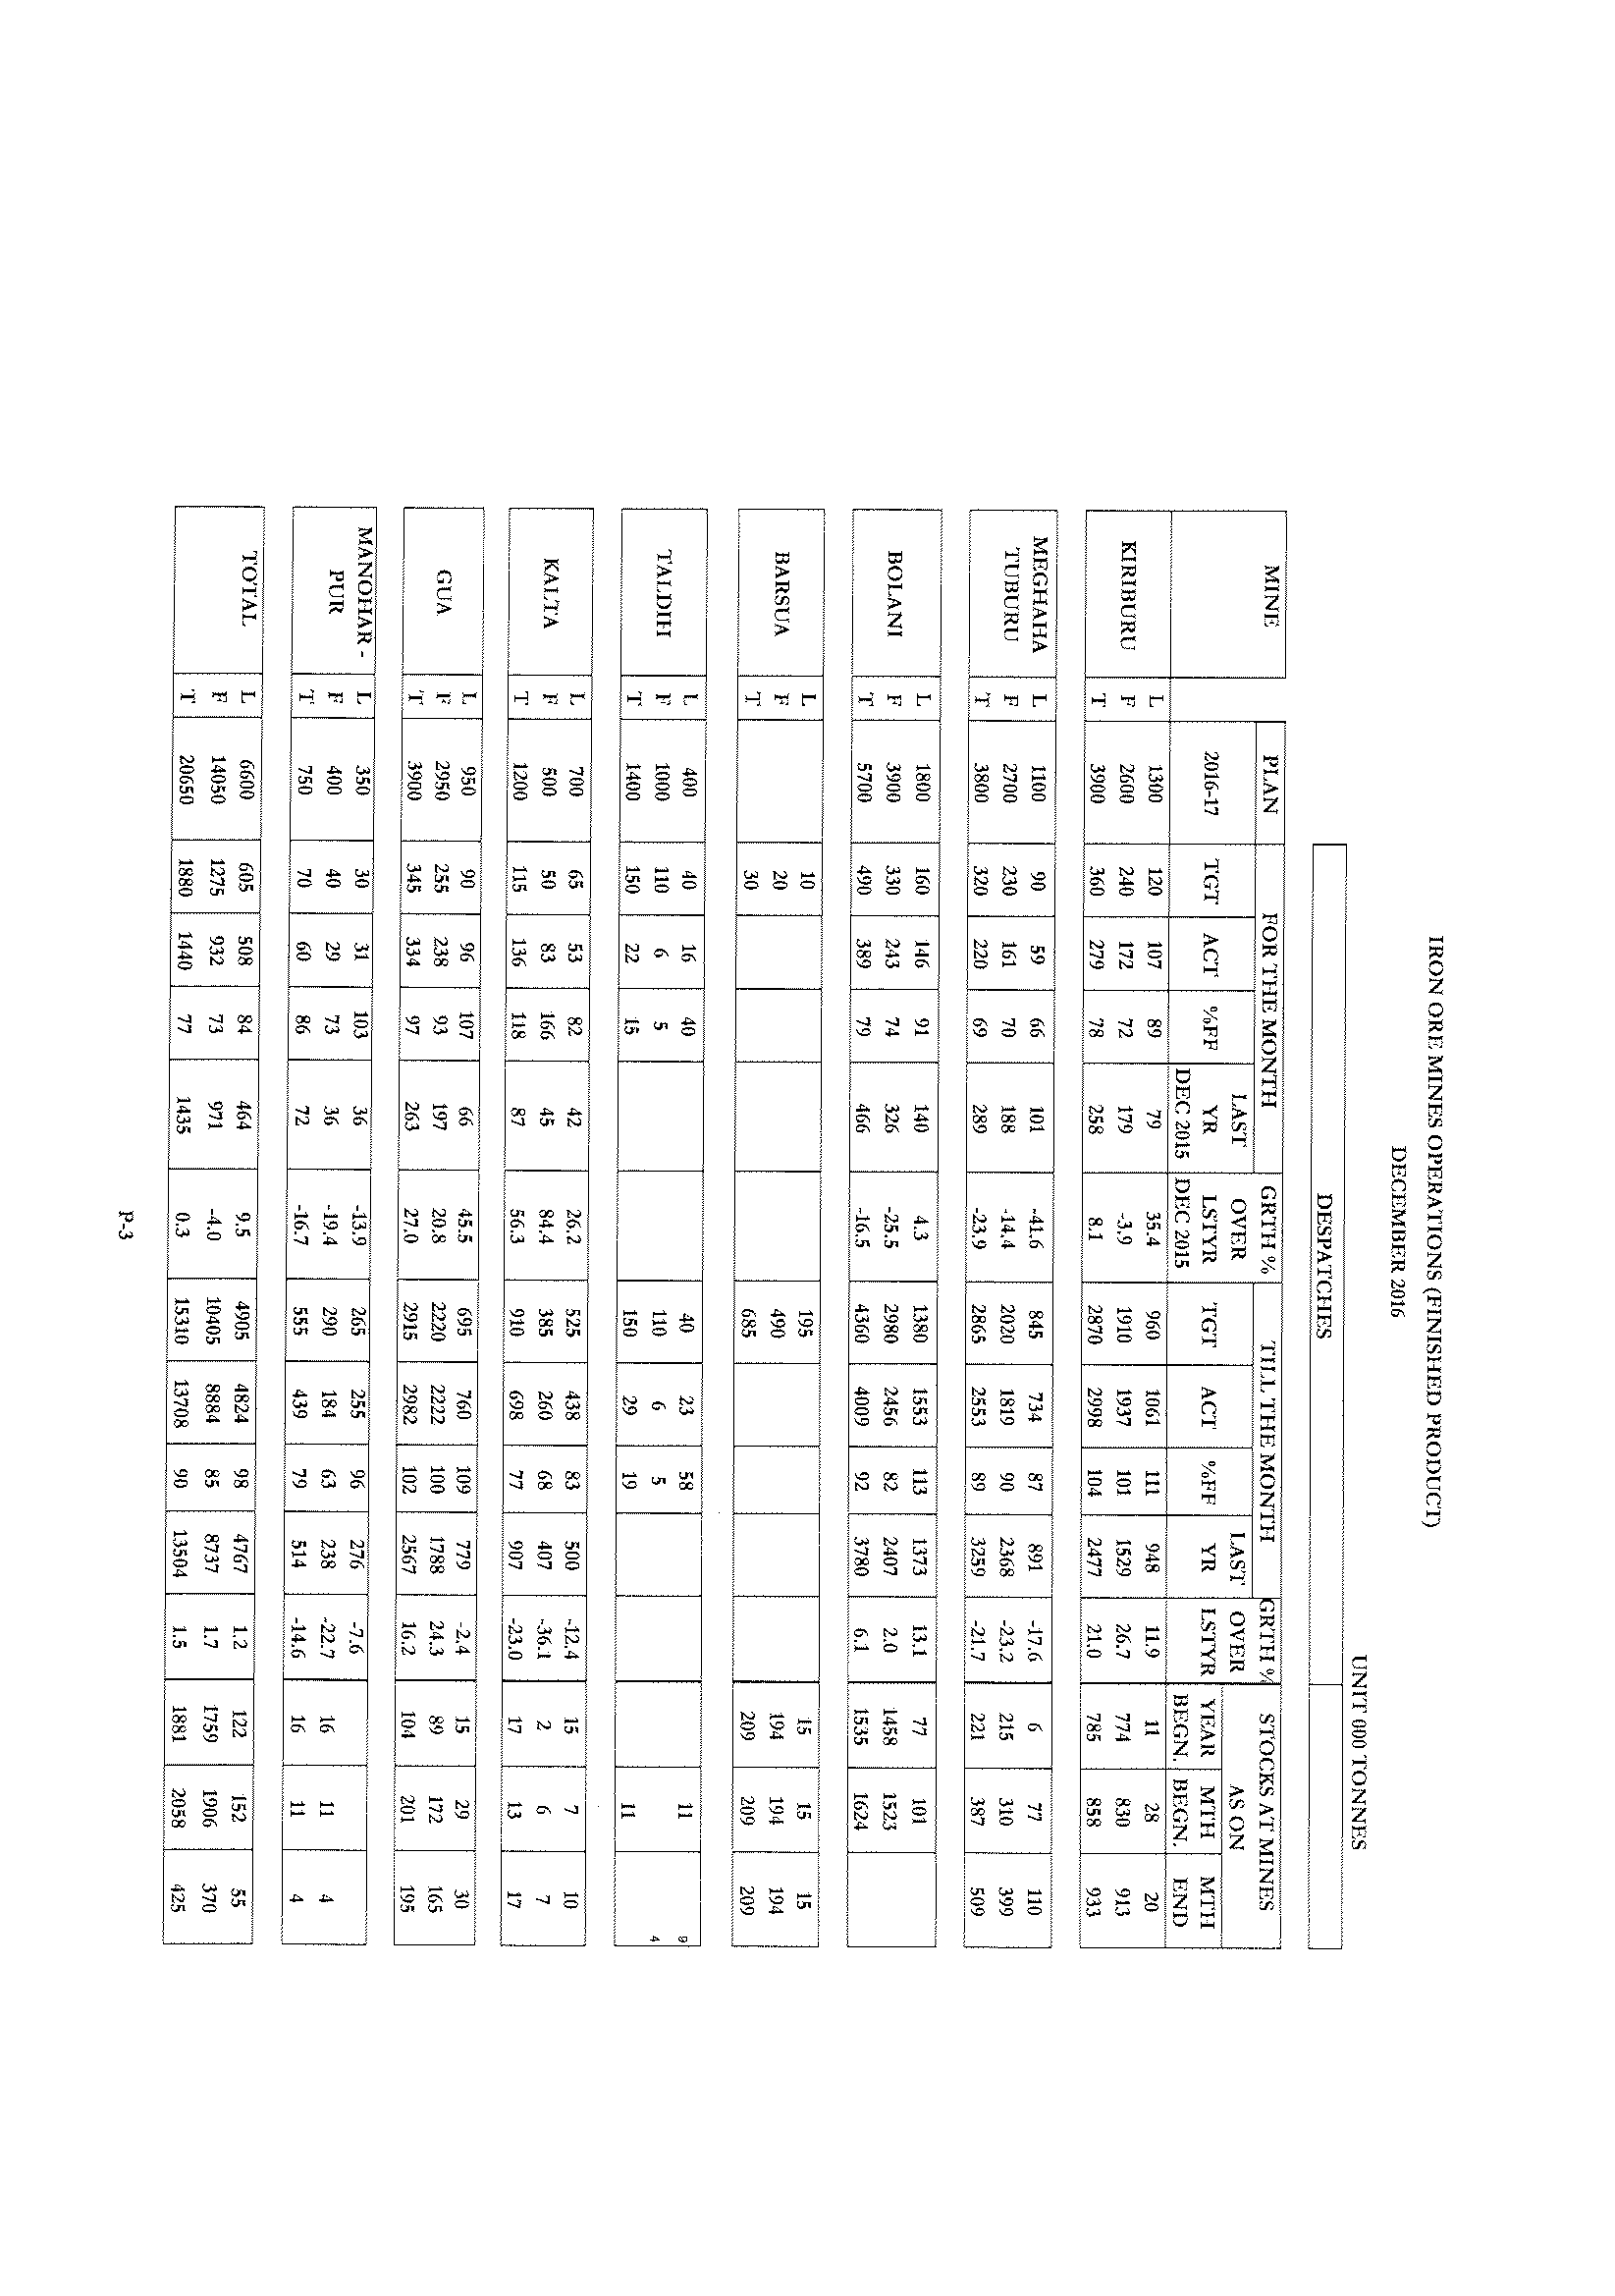 IRON ORE MINES OPERATIONS (FINISHED PRODUCT)
DECEMBER 2016
UNIT 000 TONNES
DESPATCHES
MINE PLAN FOR THE MONTH GRTH % TILL THE MONTH GRTH % STOCKS AT MINES
2016-17 TGT ACT %FF LAST YR DEC 2015 OVER LSTYR DEC 2015 TGT ACT %FF LAST YR OVER LSTYR AS ON
YEAR BEGN. MTH BEGN. MTH END
L 1300 120 107 89 79 35.4 960 1061 111 948 11.9 11 28 20
KIRIBURU F 2600 240 172 72 179 -3.9 1910 1937 101 1529 26.7 774 830 913
T 3900 360 279 78 258 8.1 2870 2998 104 2477 21.0 785 858 933
MEGHAHA L 1100 90 59 66 101 -41.6 845 734 87 891 -17.6 6 77 110
TUBURU F 2700 230 161 70 188 -14.4 2020 1819 90 2368 -23.2 215 310 399
T 3800 320 220 69 289 -23.9 2865 2553 89 3259 -21.7 221 387 509
L 1800 160 146 91 140 4.3 1380 1553 113 1373 13.1 77 101
BOLANI F 3900 330 243 74 326 -25.5 2980 2456 82 2407 2.0 1458 1523
T 5700 490 389 79 466 -16.5 4360 4009 92 3780 6.1 1535 1624
L 10 195 15 15 15
BARSUA F 20 490 194 194 194
T 30 685 209 209 209
L 400 40 16 40 40 23 58 11 9
TALDIH F 1000 110 6 5 110 6 5 4
T 1400 150 22 15 150 29 19 11
L 700 65 53 82 42 26.2 525 438 83 500 -12.4 15 7 10
KALTA F 500 50 83 166 45 84.4 385 260 68 407 -36.1 2 6 7
T 1200 115 136 118 87 56.3 910 698 77 907 -23.0 17 13 17
L 950 90 96 107 66 45.5 695 760 109 779 -2.4 15 29 30
GUA F 2950 255 238 93 197 20.8 2220 2222 100 1788 24.3 89 172 165
T 3900 345 334 97 263 27.0 2915 2982 102 2567 16.2 104 201 195
MANOHAR - L 350 30 31 103 36 -13.9 265 255 96 276 -7.6
PUR F 400 40 29 73 36 -19.4 290 184 63 238 -22.7 16 11 4
T 750 70 60 86 72 -16.7 555 439 79 514 -14.6 16 11 4
TOTAL L 6600 605 508 84 464 9.5 4905 4824 98 4767 1.2 122 152 55
F 14050 1275 932 73 971 -4.0 10405 8884 85 8737 1.7 1759 1906 370
T 20650 1880 1440 77 1435 0.3 15310 13708 90 13504 1.5 1881 2058 425
P-3